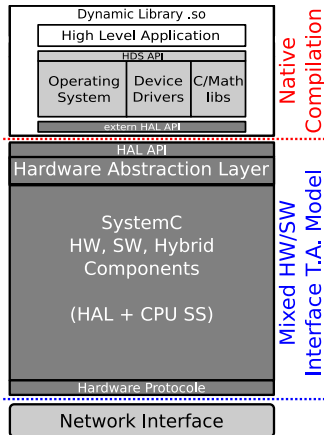 Dynamic Library .so
High Level Application
HDS API
Operating
System
Device
Drivers
C/Math
libs
extern HAL API
Native
Compilation
HAL API
Hardware Abstraction Layer
SystemC
HW, SW, Hybrid
Components
(HAL + CPU SS)
Hardware Protocole
Mixed HW/SW
Interface T.A. Model
Network Interface